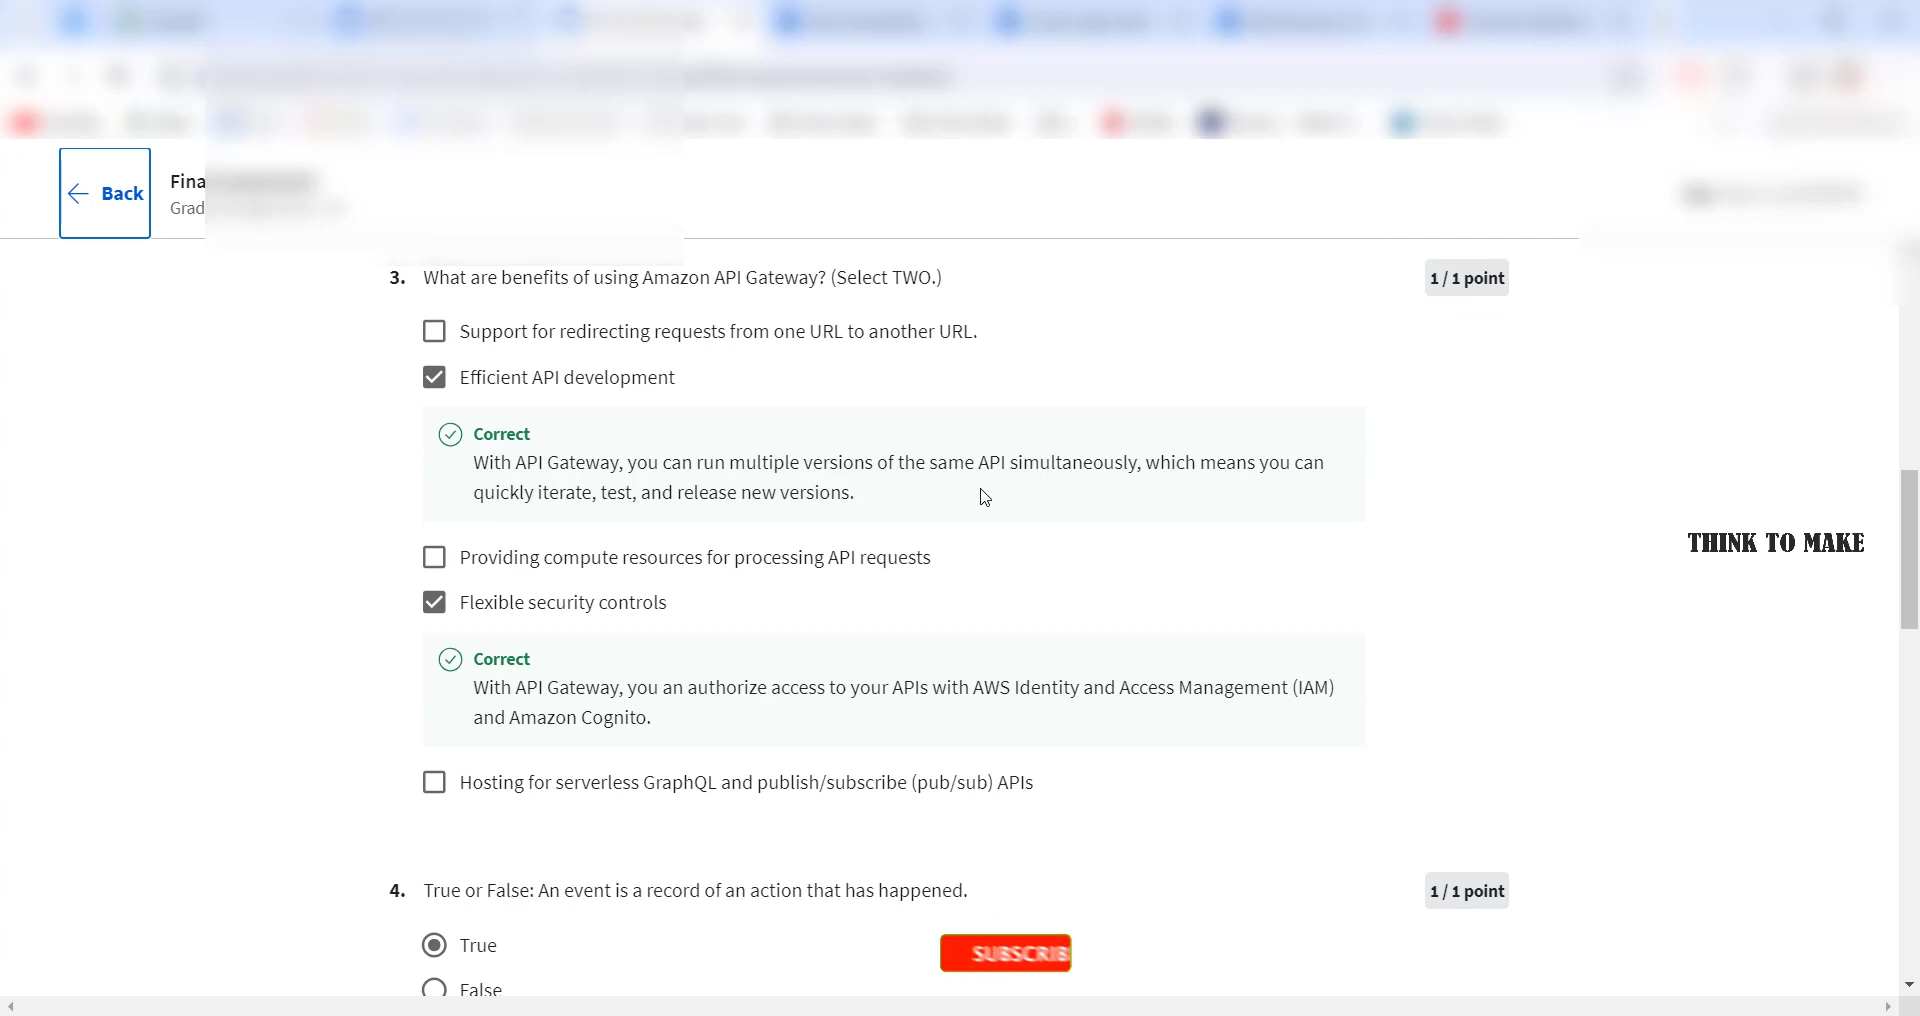 Back
Fina
Grad
3. What are benefits of using Amazon API Gateway? (Select TWO.)
1 / 1 point
Support for redirecting requests from one URL to another URL.
Efficient API development
Correct
With API Gateway, you can run multiple versions of the same API simultaneously, which means you can
quickly iterate, test, and release new versions.
Providing compute resources for processing API requests
THINK TO MAKE
Flexible security controls
Correct
With API Gateway, you an authorize access to your APIs with AWS Identity and Access Management (IAM)
and Amazon Cognito.
Hosting for serverless GraphQL and publish/subscribe (pub/sub) APIs
4. True or False: An event is a record of an action that has happened.
1 / 1 point
True
SUBSCRIB
False